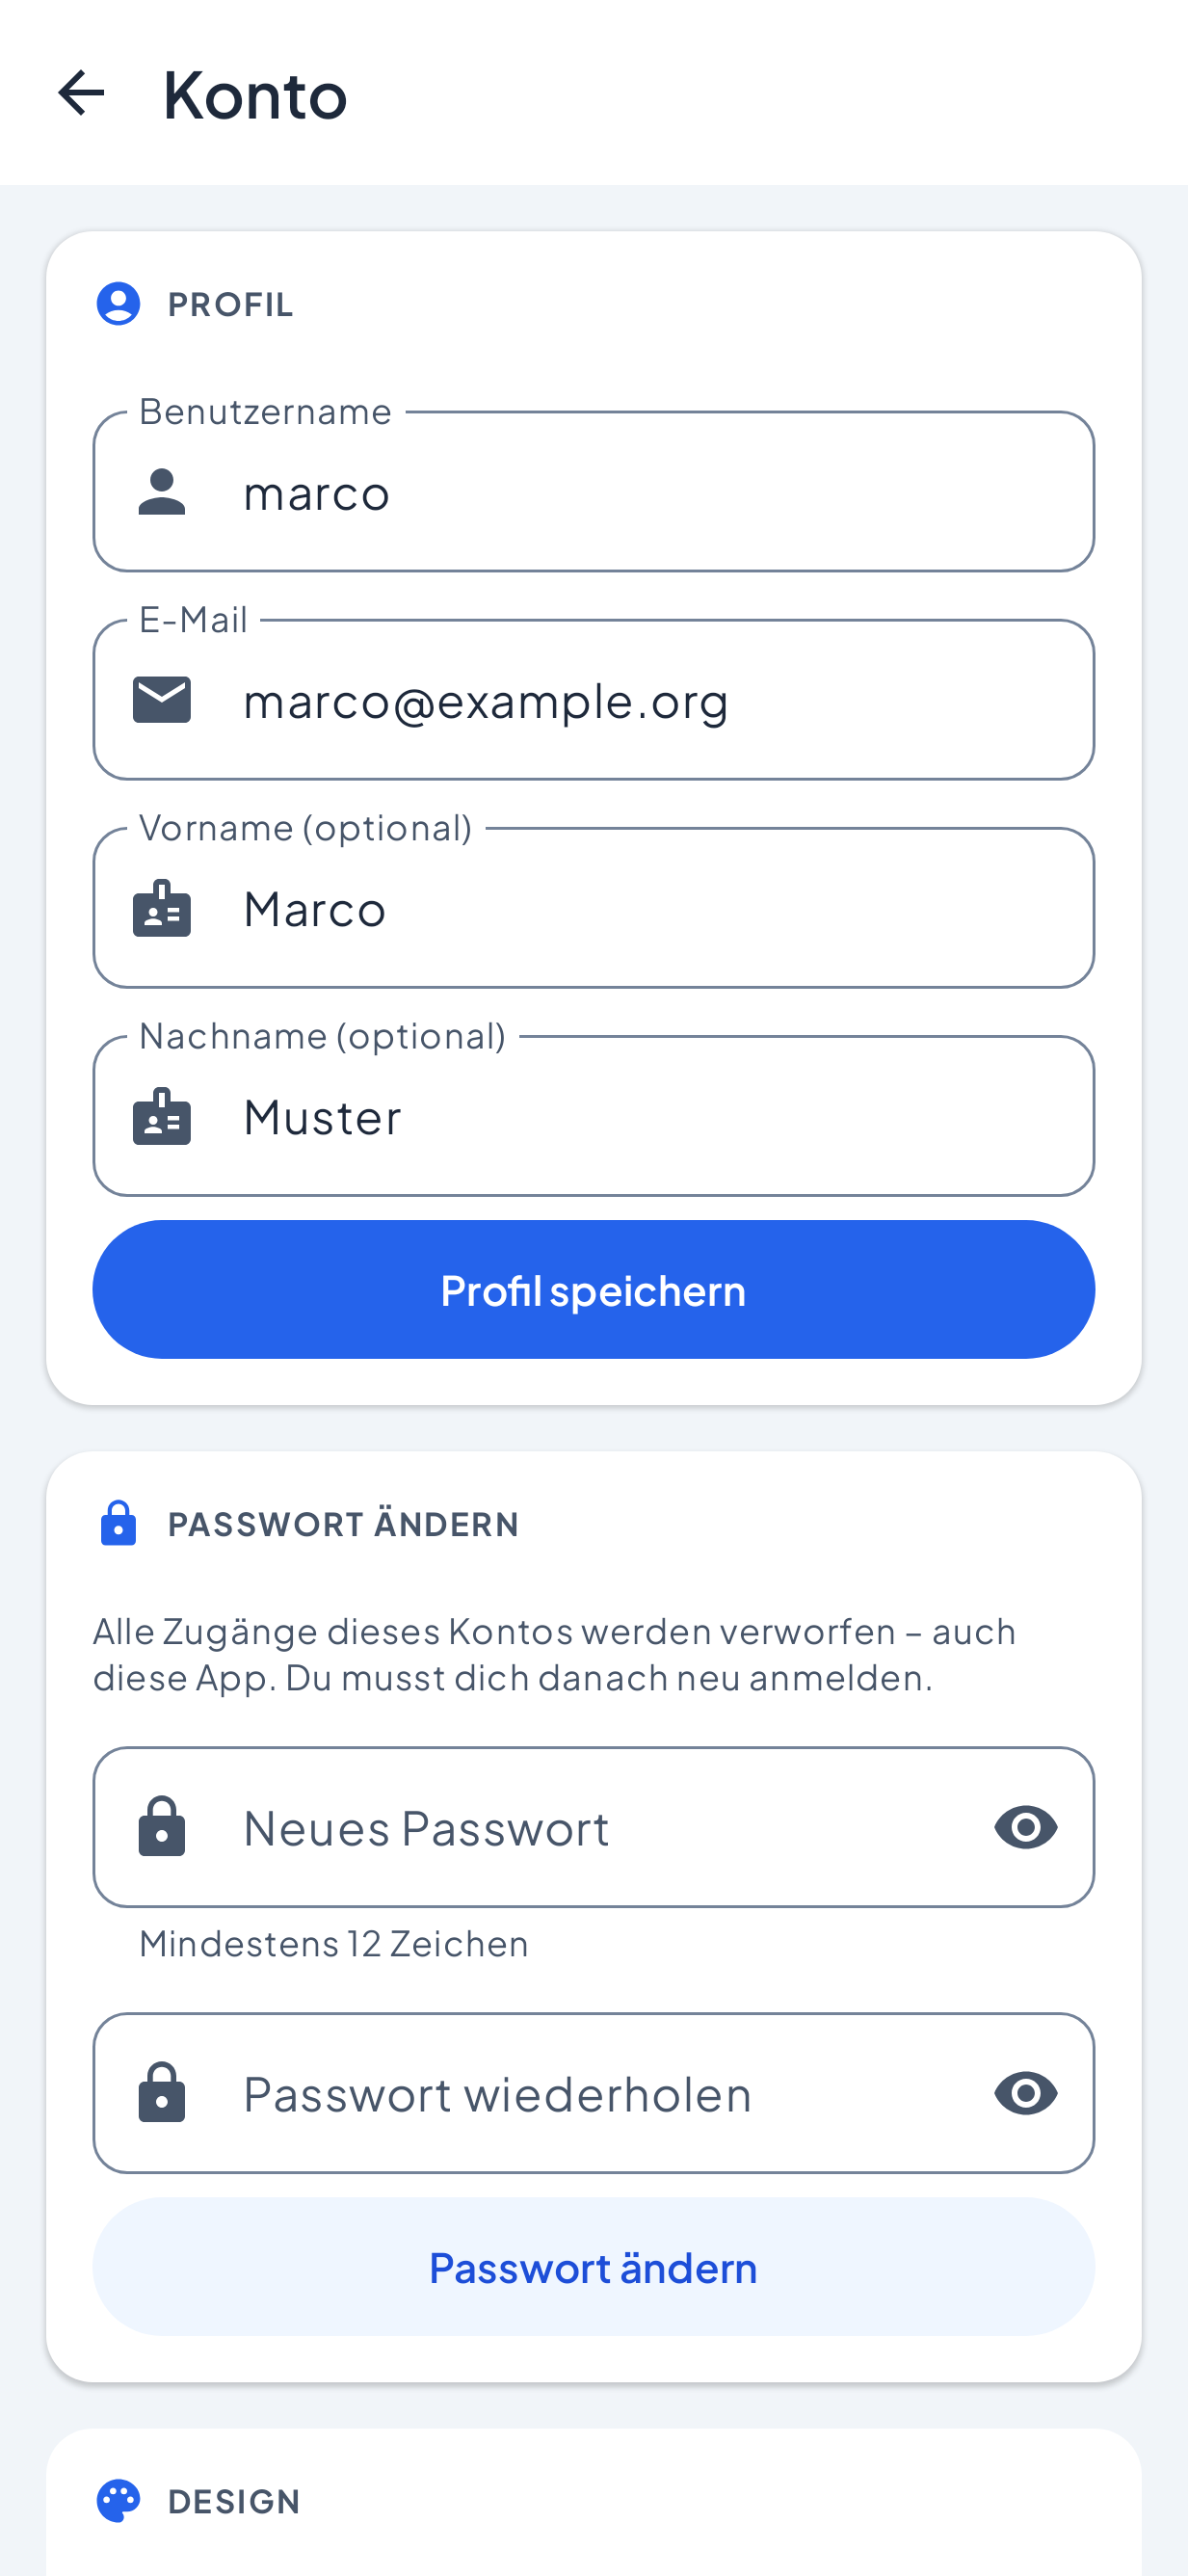 Konto
PROFIL
Benutzername
marco
E-Mail
marco@example.org
Vorname (optional)
Marco
Nachname (optional)
Muster
Profil speichern
PASSWORT ÄNDERN
Alle Zugänge dieses Kontos werden verworfen – auch
diese App. Du musst dich danach neu anmelden.
Neues Passwort
Mindestens 12 Zeichen
Passwort wiederholen
Passwort ändern
DESIGN